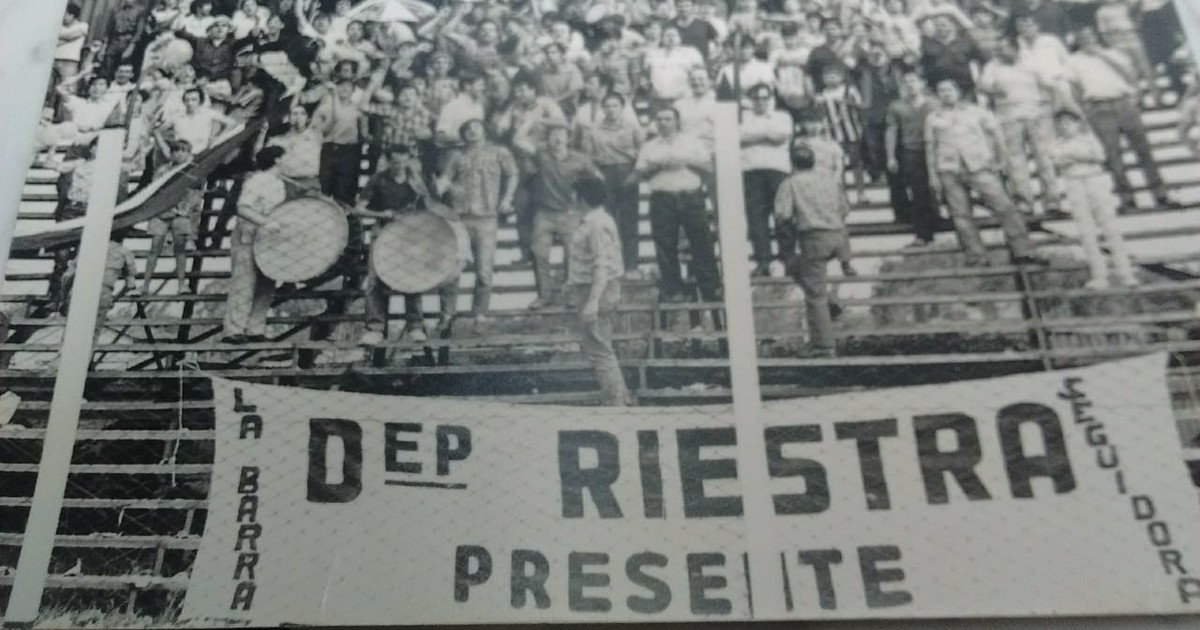 LA BARRA
DEP RIESTRA
PRESENTE
SEGUIDORA